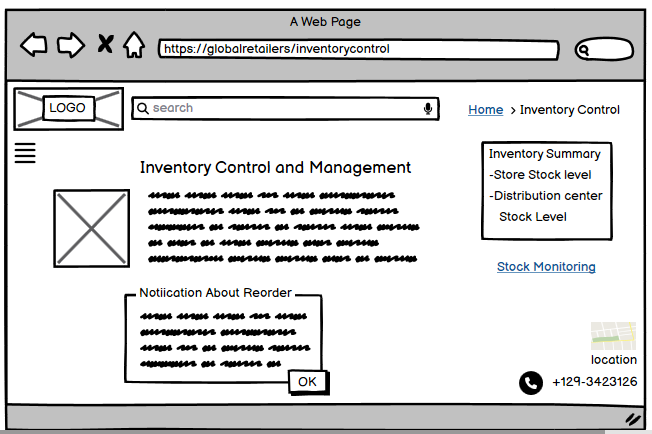 A Web Page
https://globalretailers/inventorycontrol
LOGO
search
Home > Inventory Control
Inventory Control and Management
Inventory Summary
-Store Stock level
-Distribution center
Stock Level
Stock Monitoring
Notiication About Reorder
OK
location
+129-3423126